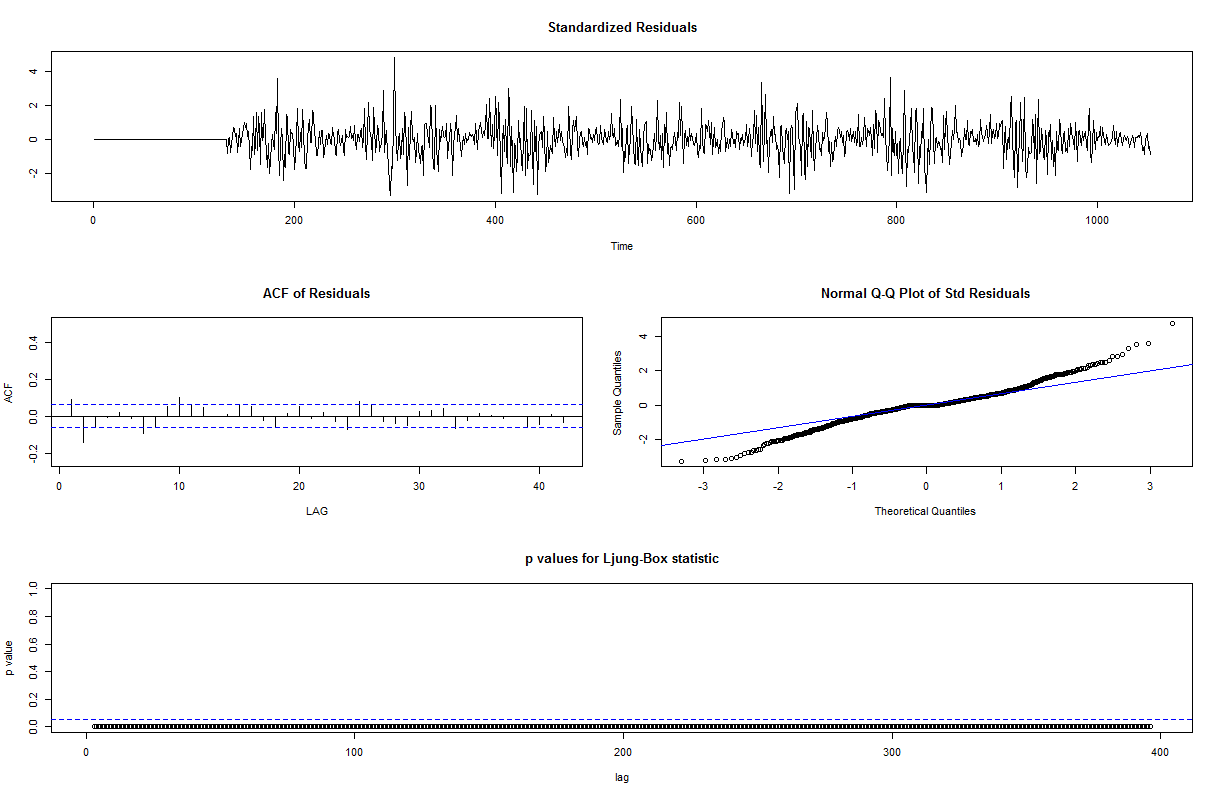 Standardized Residuals
4
2
0
-2
0 200 400 600 800 1000
Time
ACF of Residuals
ACF
0.4
0.2
0.0
-0.2
0 10 20 30 40
LAG
Normal Q-Q Plot of Std Residuals
Sample Quantiles
4
2
0
-2
-3 -2 -1 0 1 2 3
Theoretical Quantiles
p values for Ljung-Box statistic
p value
1.0
0.8
0.6
0.4
0.2
0.0
0 100 200 300 400
lag